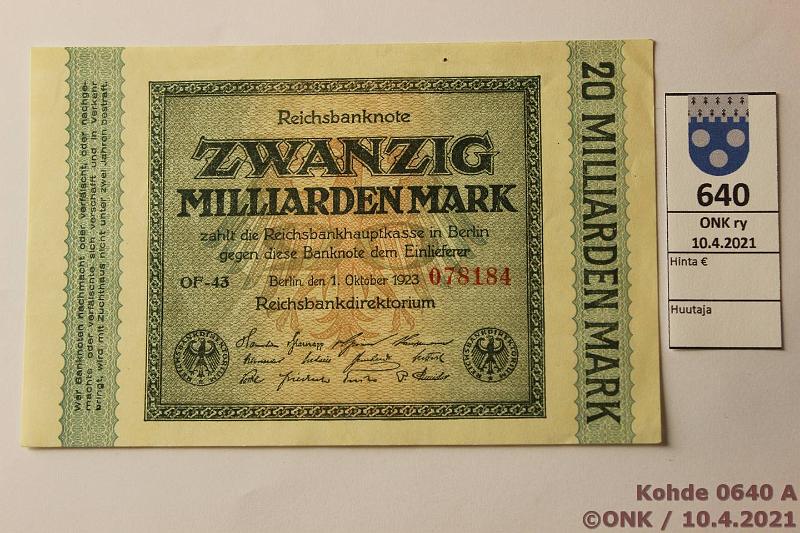 Wer Banknoten nachmacht oder verfälscht, oder nachge-
machte oder verfälschte sich verschafft und in Verkehr
bringt, wird mit Zuchthaus nicht unter zwei Jahren bestraft.
Reichsbanknote
ZWANZIG
MILLIARDEN MARK
zahlt die Reichsbankhauptkasse in Berlin
gegen diese Banknote dem Einlieferer
OF-43 Berlin, den 1. Oktober 1923 078184
Reichsbankdirektorium
REICHSBANKDIREKTORIUM
REICHSBANKDIREKTORIUM
20 MILLIARDEN MARK
640
ONK ry
10.4.2021
Hinta €
Huutaja
Kohde 0640 A
©ONK / 10.4.2021